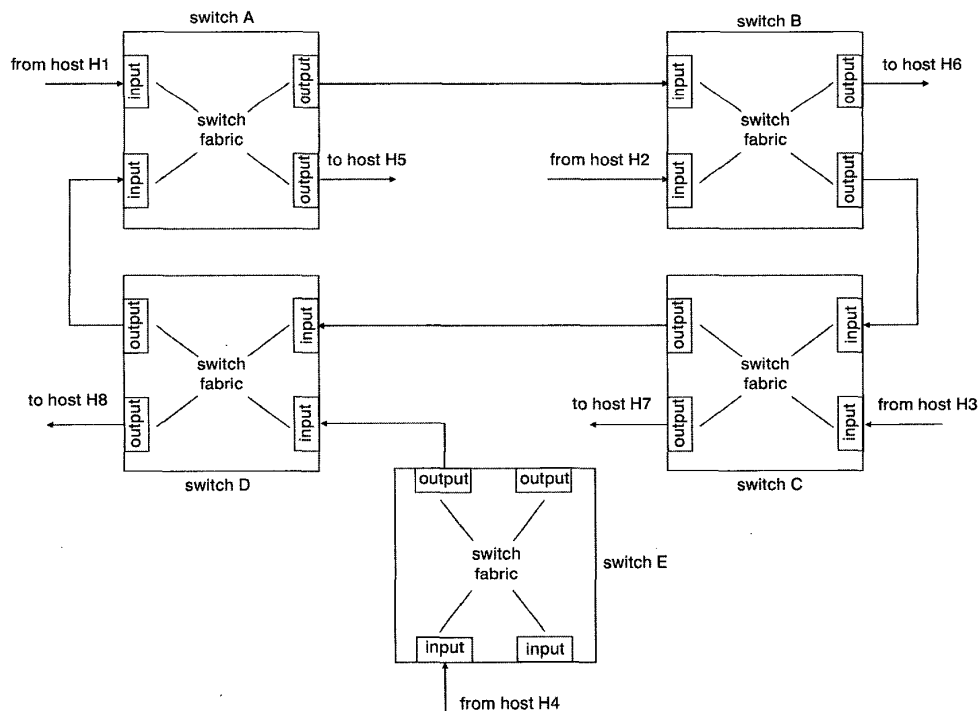 switch A
switch B
from host H1
input
output
input
output
to host H6
switch
fabric
switch
fabric
input
output
to host H5
from host H2
input
output
output
input
output
input
switch
fabric
switch
fabric
to host H8
output
input
to host H7
output
input
from host H3
switch D
switch C
output
output
switch
fabric
switch E
input
input
from host H4